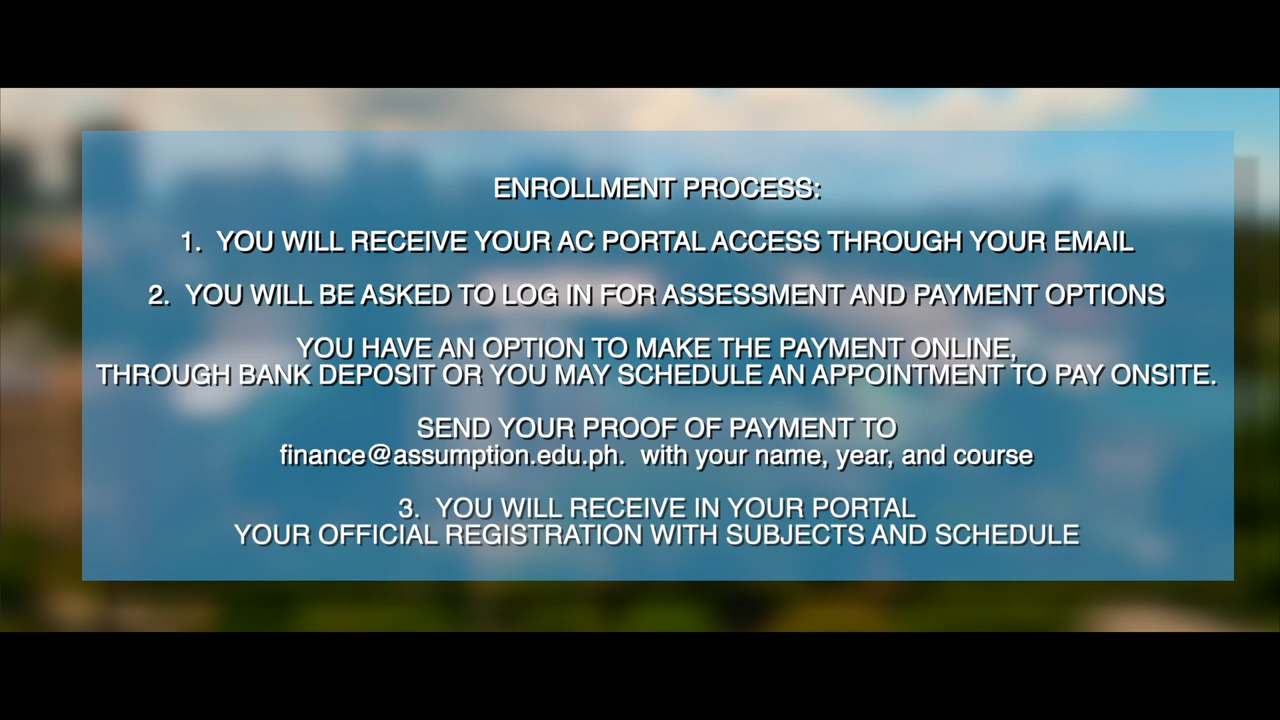 ENROLLMENT PROCESS:
1.  YOU WILL RECEIVE YOUR AC PORTAL ACCESS THROUGH YOUR EMAIL
2.  YOU WILL BE ASKED TO LOG IN FOR ASSESSMENT AND PAYMENT OPTIONS
YOU HAVE AN OPTION TO MAKE THE PAYMENT ONLINE,
THROUGH BANK DEPOSIT OR YOU MAY SCHEDULE AN APPOINTMENT TO PAY ONSITE.
SEND YOUR PROOF OF PAYMENT TO
finance@assumption.edu.ph.  with your name, year, and course
3.  YOU WILL RECEIVE IN YOUR PORTAL
YOUR OFFICIAL REGISTRATION WITH SUBJECTS AND SCHEDULE